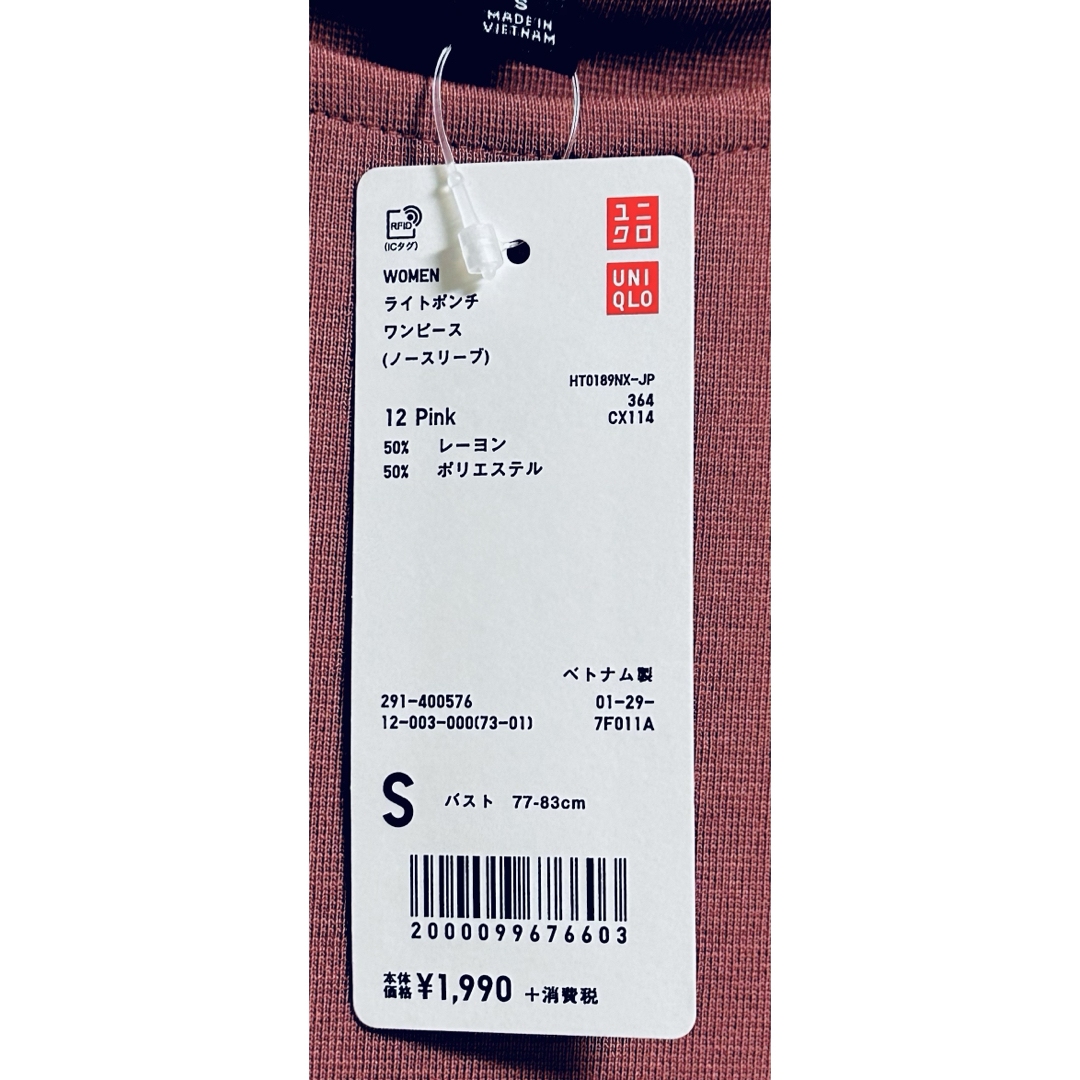 S
MADE IN
VIETNAM
RFID
(ICタグ)
ユニ
クロ
UNI
QLO
WOMEN
ライトポンチ
ワンピース
(ノースリーブ)
HT0189NX-JP
364
CX114
12 Pink
50% レーヨン
50% ポリエステル
ベトナム製
291-400576 01-29-
12-003-000(73-01) 7F011A
S バスト 77-83cm
2000099676603
本体価格 ¥1,990 +消費税